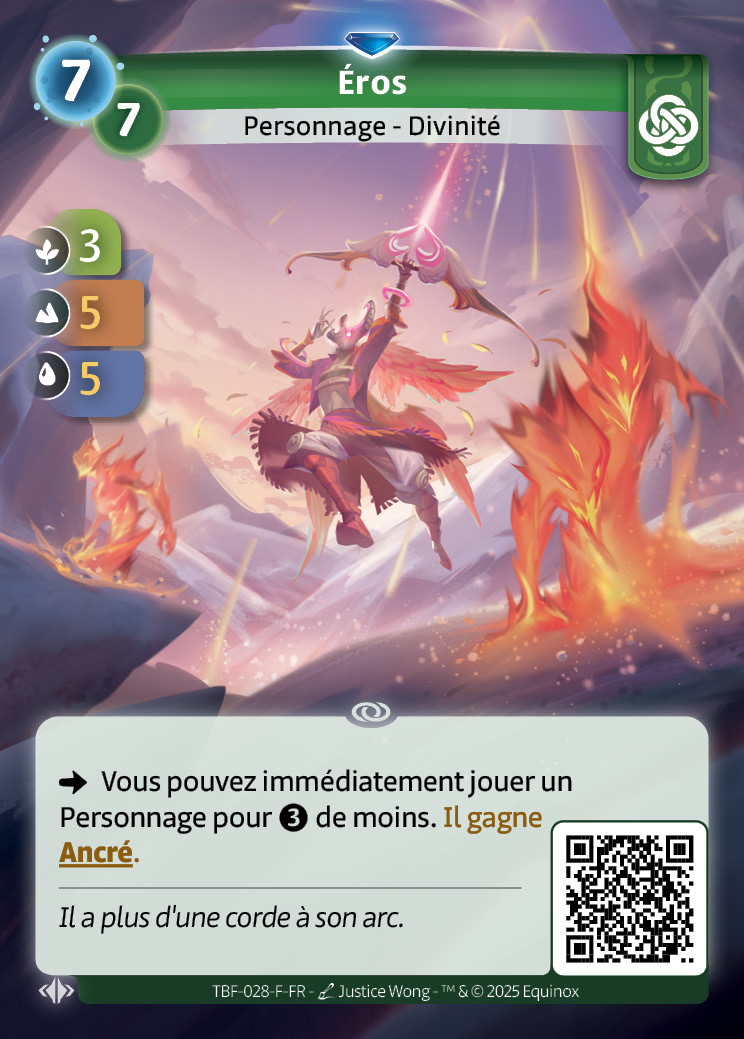 7
Éros
7
Personnage - Divinité
3
5
5
Vous pouvez immédiatement jouer un
Personnage pour 3 de moins. Il gagne
Ancré.
Il a plus d'une corde à son arc.
TBF-028-F-FR - Justice Wong - ™ & © 2025 Equinox